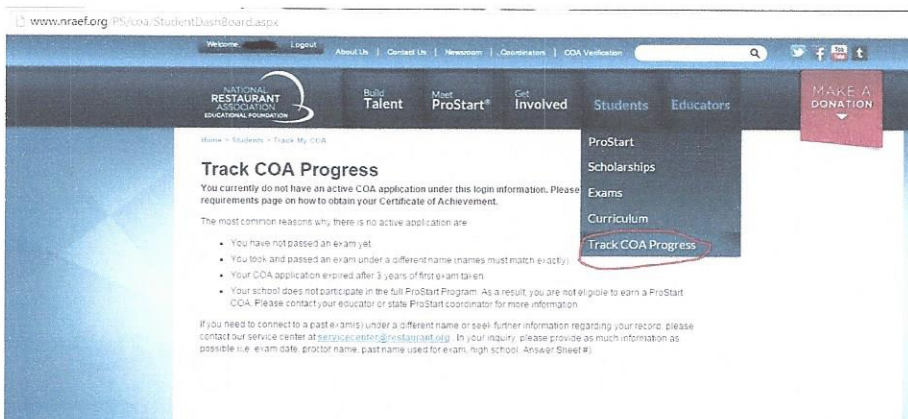 www.nraef.org/PS/coa/StudentDashBoard.aspx
Welcome, Logout
About Us | Contact Us | Newsroom | Coordinators | COA Verification
You Tube
NATIONAL
RESTAURANT
ASSOCIATION
EDUCATIONAL FOUNDATION
Build
Talent
Meet
ProStart®
Get
Involved
Students
Educators
MAKE A
DONATION
Home > Students > Track My COA
ProStart
Scholarships
Exams
Curriculum
Track COA Progress
Track COA Progress
You currently do not have an active COA application under this login information. Please
requirements page on how to obtain your Certificate of Achievement.
The most common reasons why there is no active application are
• You have not passed an exam yet
• You took and passed an exam under a different name (names must match exactly)
• Your COA application expired after 3 years of first exam taken
• Your school does not participate in the full ProStart Program. As a result, you are not eligible to earn a ProStart
COA. Please contact your educator or state ProStart coordinator for more information
If you need to connect to a past exam(s) under a different name or seek further information regarding your record, please
contact our service center at servicecenter@restaurant.org. In your inquiry, please provide as much information as
possible (i.e. exam date, proctor name, past name used for exam, high school, Answer Sheet #)